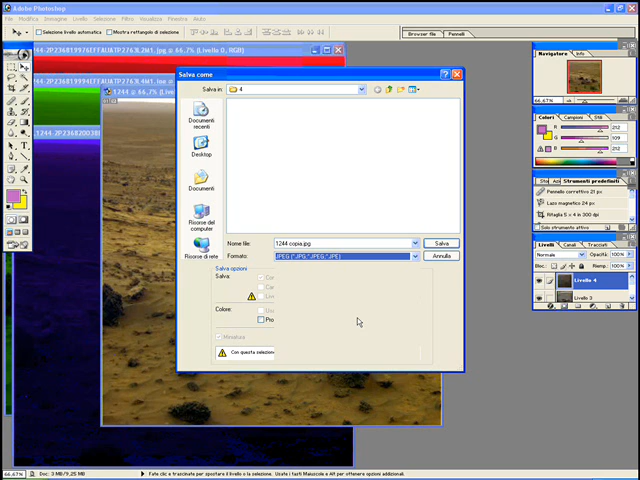 Adobe Photoshop
File Modifica Immagine Livello Selezione Filtro Visualizza Finestra Aiuto
Selezione livello automatica Mostra rettangolo di selezione
Browser file Pennelli
1244 @ 66,7% (Livello
Salva come
Salva in: 4
Documenti recenti
Desktop
Documenti
Risorse del computer
Risorse di rete
Nome file: 1244 copia.jpg Salva
Formato: JPEG (*.JPG;*.JPEG;*.JPE) Annulla
Salva opzioni
Salva:
Colore:
Pro
Miniatura
Con questa selezion
Navigatore Info
66.67%
Colori Campioni Stili
R 212
G 109
B 212
Strumenti predefiniti
Pennello correttivo 21 px
Lazo magnetico 24 px
Ritaglia 5 x 4 in 300 dpi
Solo strumento attivo
Livelli Canali Tracciati
Normale Opacità: 100%
Bloc.: Riemp.: 100%
Livello 4
Livello 3
66.67% Doc: 3 MB/9,25 MB Fate clic e trascinate per spostare il livello o la selezione. Usate i tasti Maiuscole e Alt per ottenere opzioni addizionali.